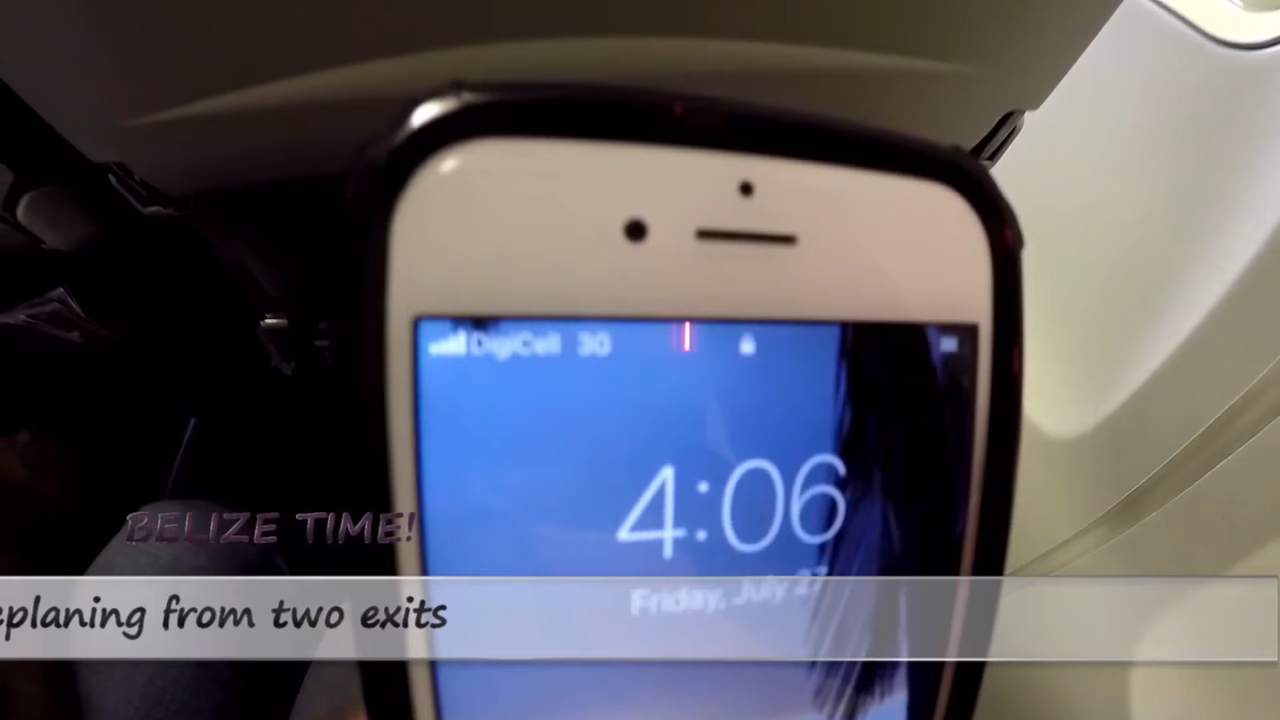 DigiCell 3G
4:06
Friday, July 27
BELIZE TIME!
eplaning from two exits